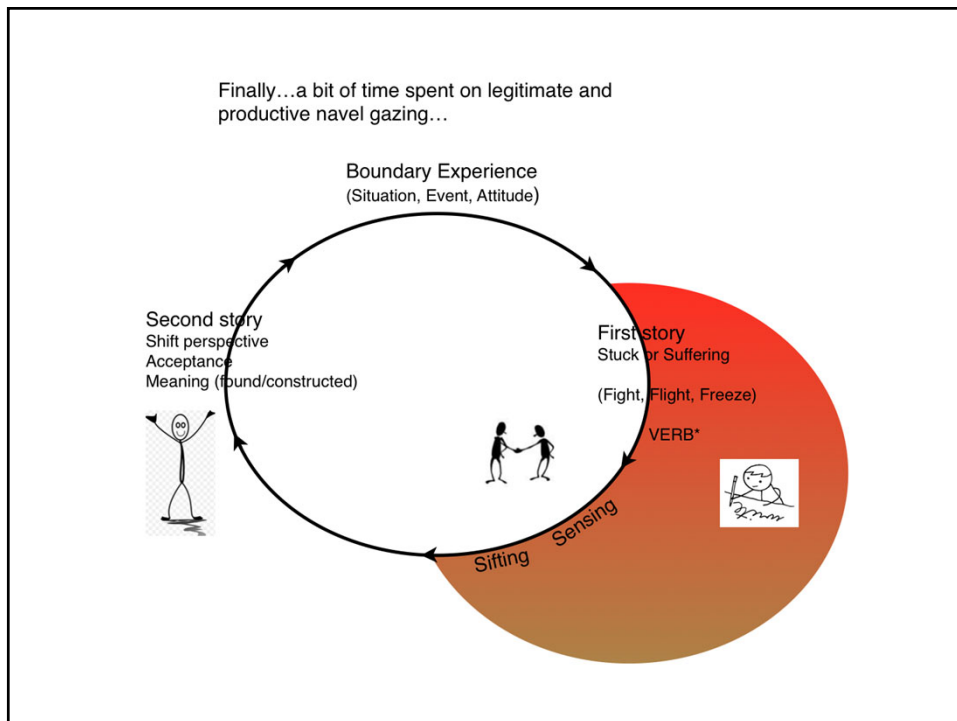 Finally…a bit of time spent on legitimate and
productive navel gazing…
Boundary Experience
(Situation, Event, Attitude)
First story
Stuck or Suffering
(Fight, Flight, Freeze)
VERB*
write
Sensing
Sifting
Second story
Shift perspective
Acceptance
Meaning (found/constructed)